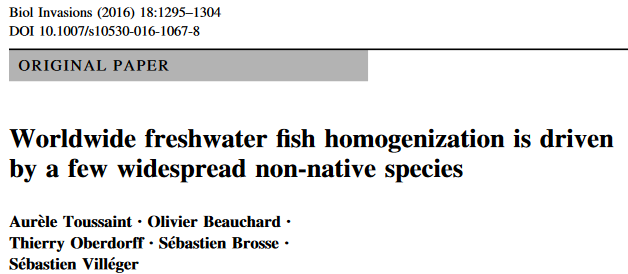 Biol Invasions (2016) 18:1295–1304
DOI 10.1007/s10530-016-1067-8
ORIGINAL PAPER
Worldwide freshwater fish homogenization is driven
by a few widespread non-native species
Aurèle Toussaint · Olivier Beauchard ·
Thierry Oberdorff · Sébastien Brosse ·
Sébastien Villéger